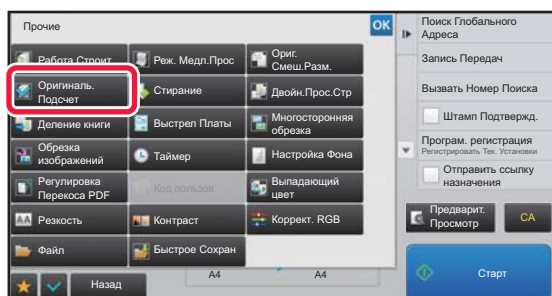 Прочие
OK
Работа Строит
Реж. Медл.Прос
Ориг.
Смеш.Разм.
Оригиналь.
Подсчет
Стирание
Двойн.Прос.Стр
Деление книги
Выстрел Платы
Многосторонняя
обрезка
Обрезка
изображений
Таймер
Настройка Фона
Регулировка
Перекоса PDF
Код пользов.
Выпадающий
цвет
AA Резкость
Контраст
Коррект. RGB
Файл
Быстрое Сохран
Назад
A4
A4
Поиск Глобального
Адреса
Запись Передач
Вызвать Номер Поиска
Штамп Подтвержд.
Програм. регистрация
Регистрировать Тек. Установки
Отправить ссылку
назначения
Предварит.
Просмотр
CA
Старт